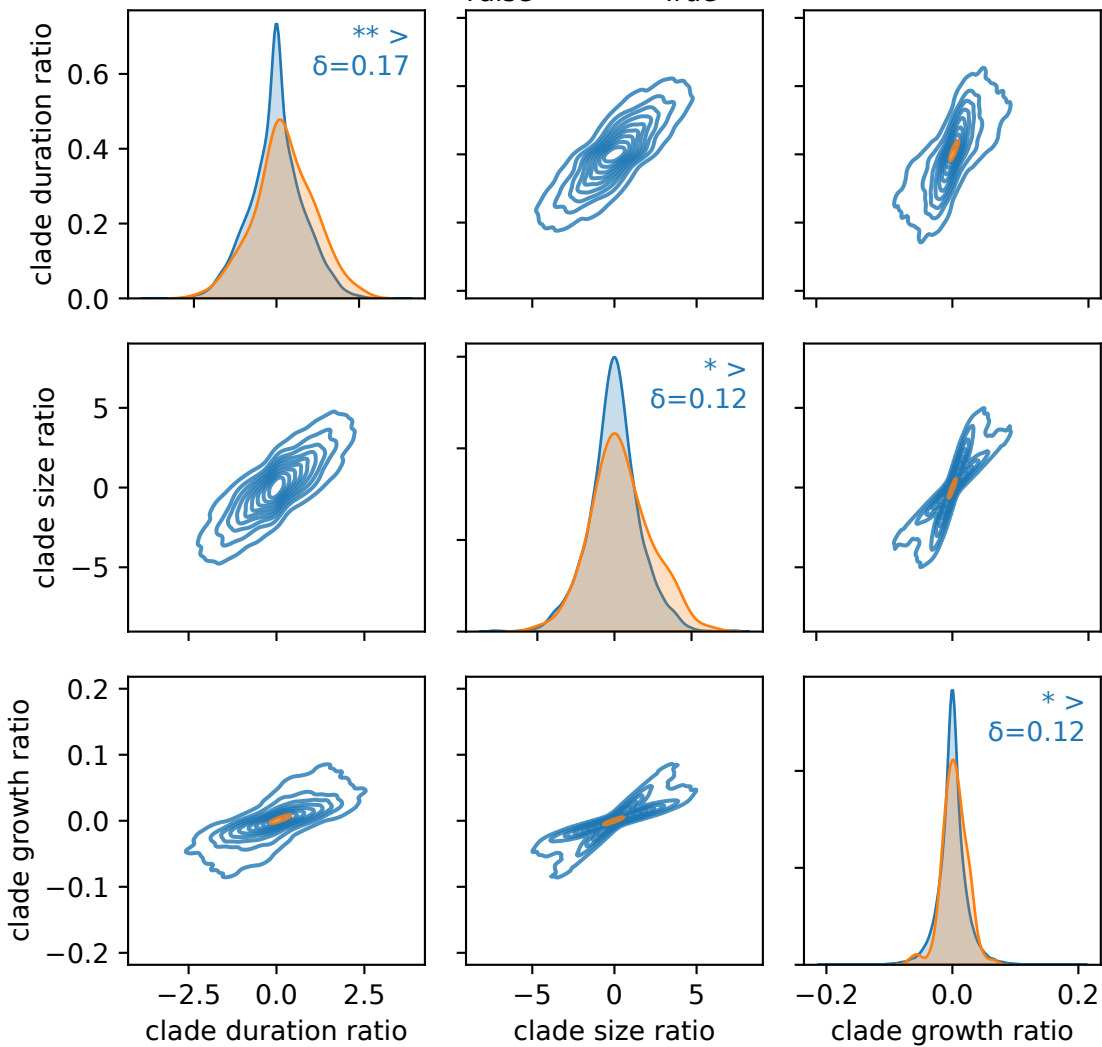 clade duration ratio
0.6
0.4
0.2
0.0
** >
δ=0.17
clade size ratio
5
0
−5
* >
δ=0.12
clade growth ratio
0.2
0.1
0.0
−0.1
−0.2
* >
δ=0.12
−2.5 0.0 2.5
−5 0 5
−0.2 0.0 0.2
clade duration ratio
clade size ratio
clade growth ratio